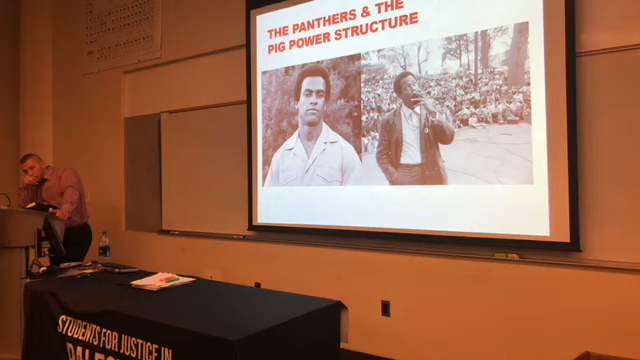 THE PANTHERS & THE
PIG POWER STRUCTURE
STUDENTS FOR JUSTICE IN